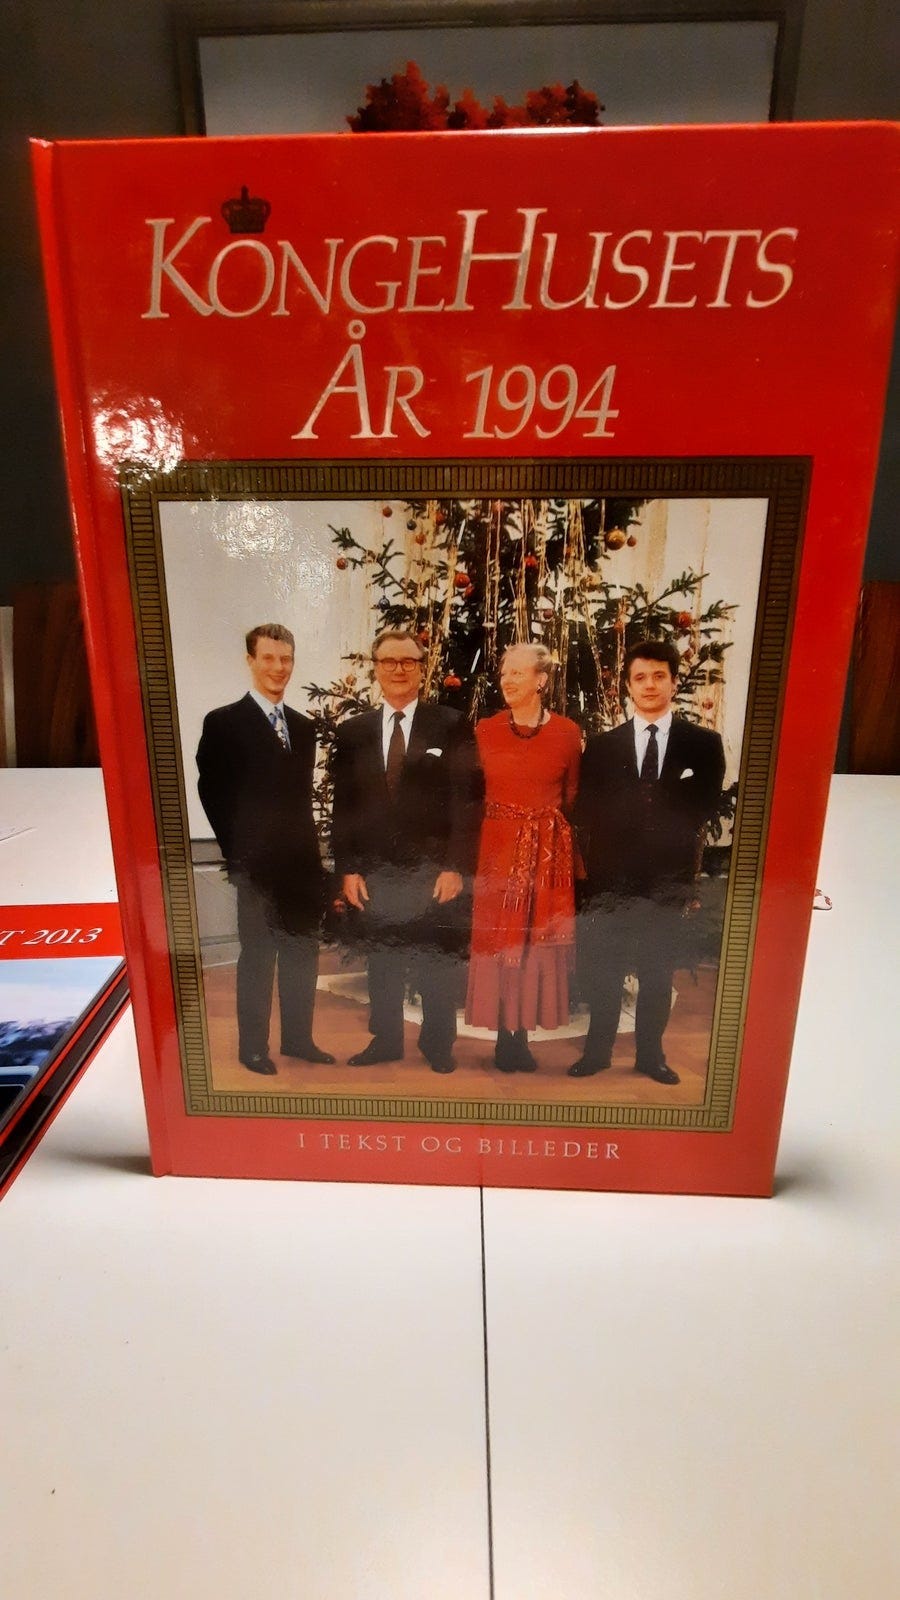 KONGEHUSETS
ÅR 1994
I TEKST OG BILLEDER
T 2013